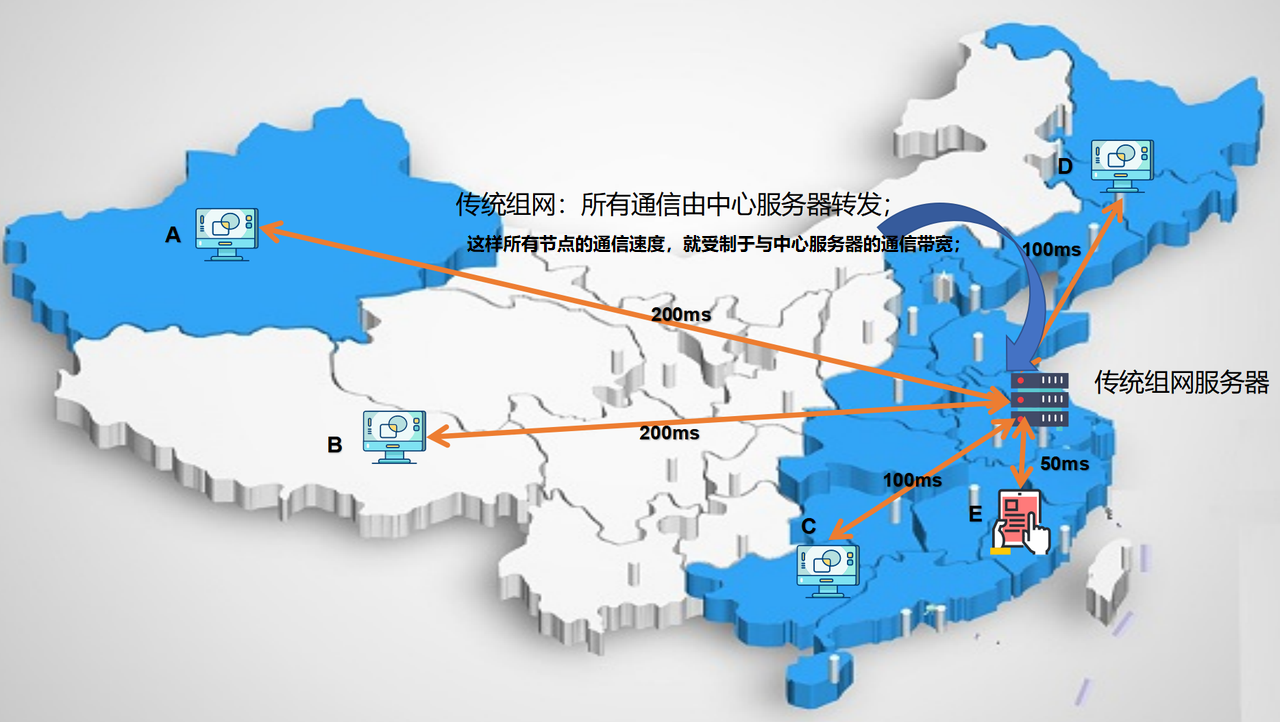 传统组网：所有通信由中心服务器转发；
这样所有节点的通信速度，就受制于与中心服务器的通信带宽；
D
A
100ms
200ms
传统组网服务器
B
200ms
50ms
100ms
E
C